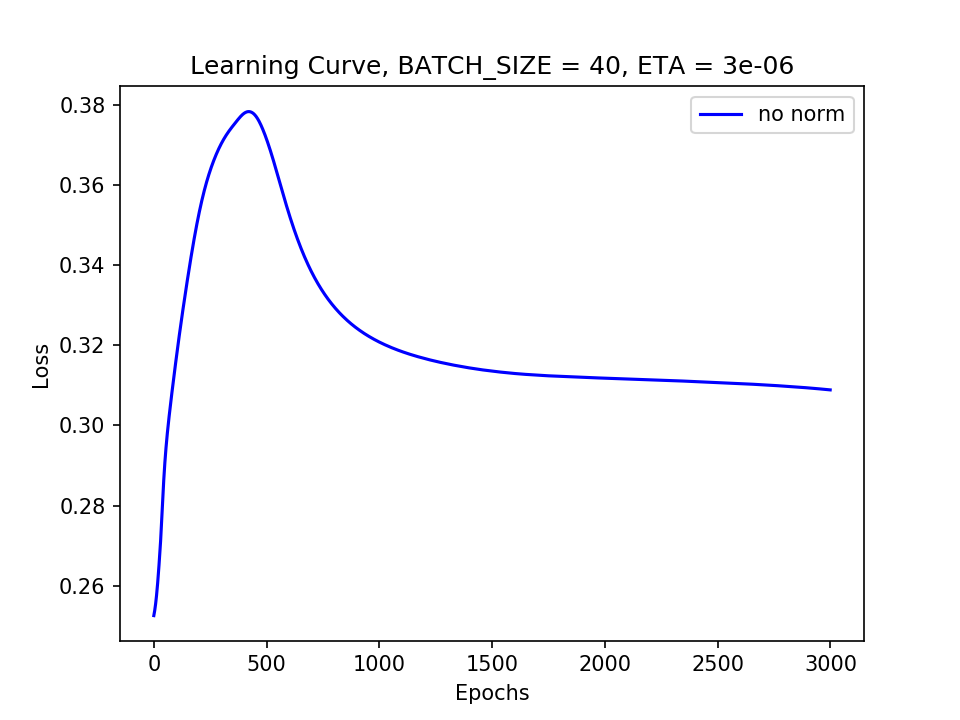 Learning Curve, BATCH_SIZE = 40, ETA = 3e-06
no norm
0.38
0.36
0.34
0.32
0.30
0.28
0.26
Loss
0 500 1000 1500 2000 2500 3000
Epochs